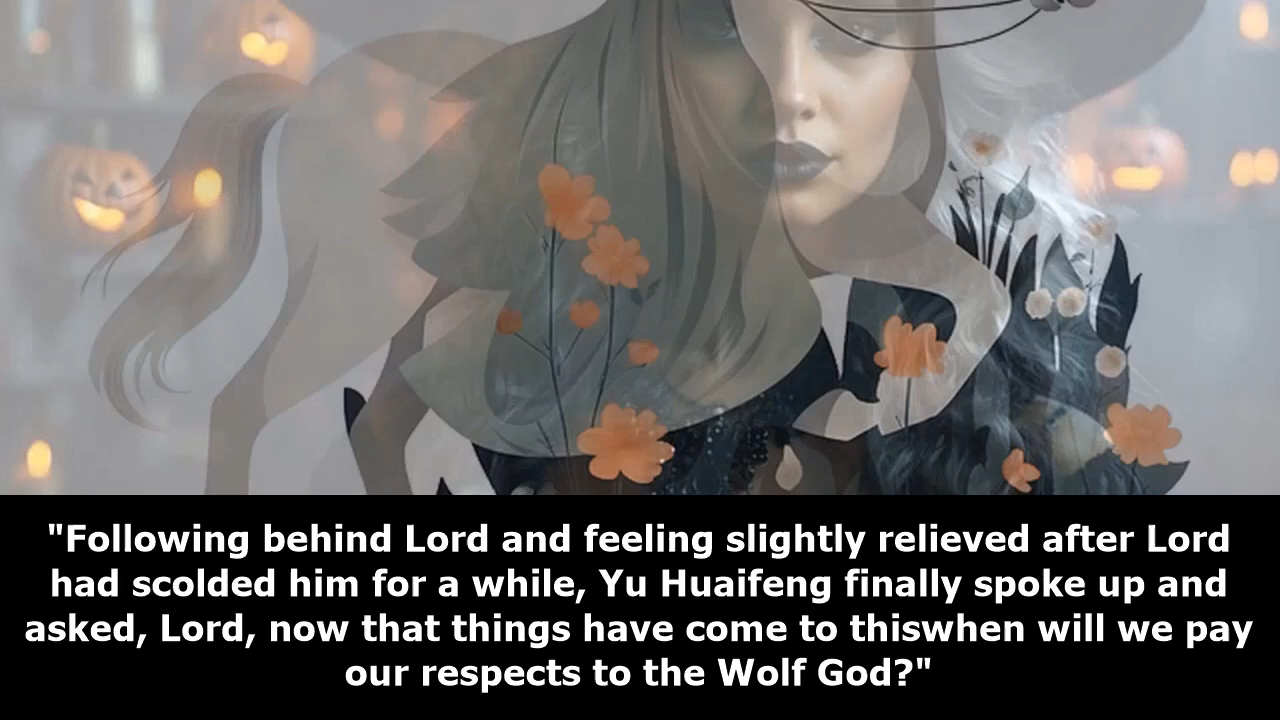 "Following behind Lord and feeling slightly relieved after Lord
had scolded him for a while, Yu Huaifeng finally spoke up and
asked, Lord, now that things have come to thiswhen will we pay
our respects to the Wolf God?"